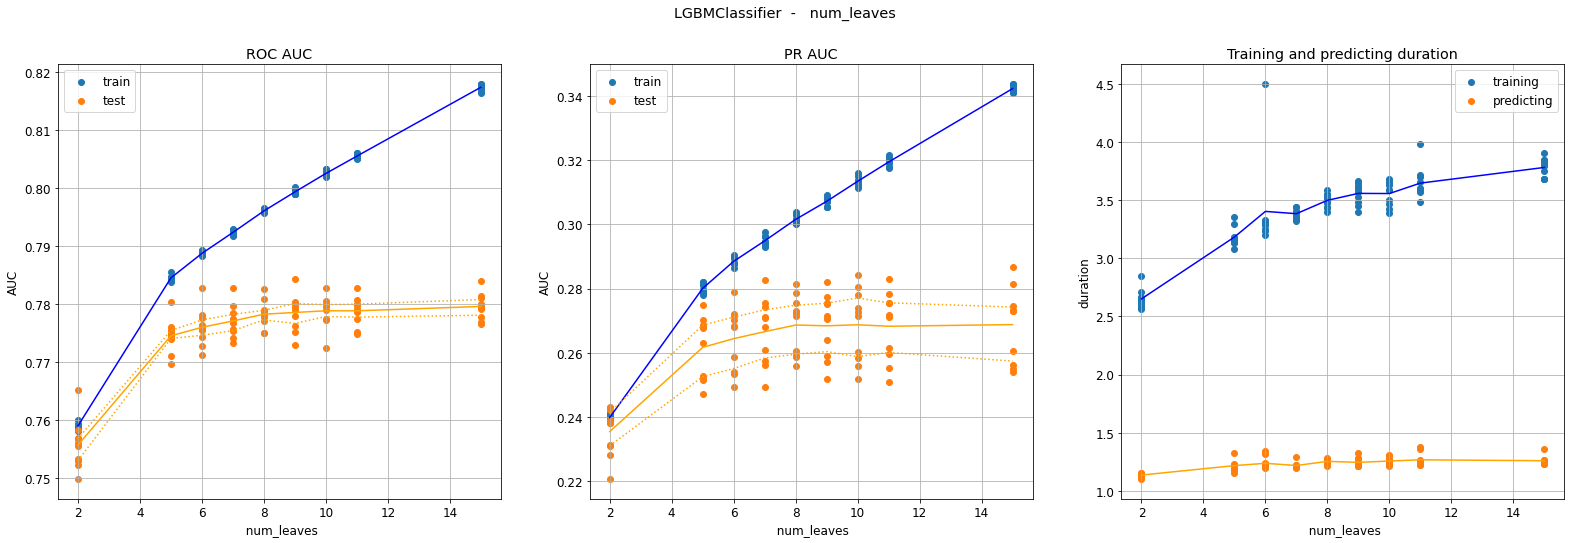 LGBMClassifier - num_leaves
ROC AUC
train
test
AUC
0.82
0.81
0.80
0.79
0.78
0.77
0.76
0.75
2 4 6 8 10 12 14
num_leaves
PR AUC
train
test
AUC
0.34
0.32
0.30
0.28
0.26
0.24
0.22
2 4 6 8 10 12 14
num_leaves
Training and predicting duration
training
predicting
duration
4.5
4.0
3.5
3.0
2.5
2.0
1.5
1.0
2 4 6 8 10 12 14
num_leaves